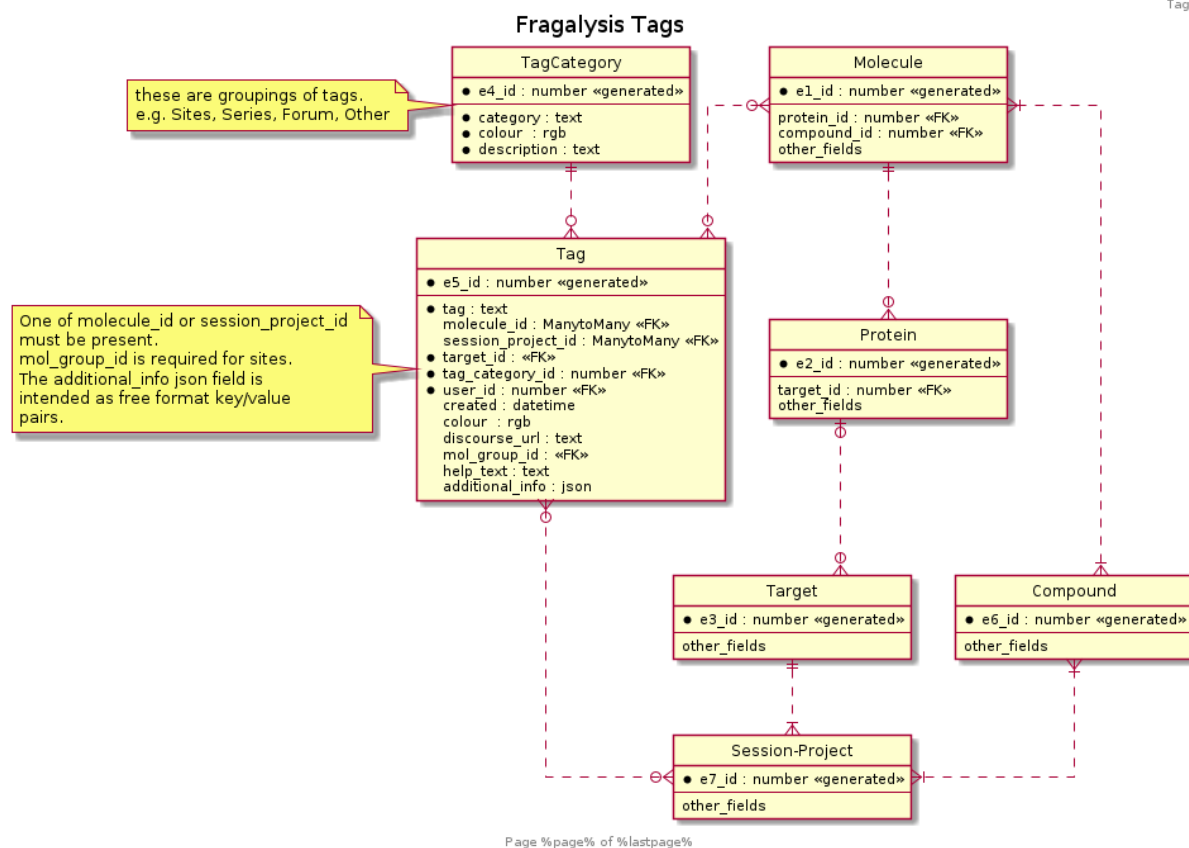 Tag
Fragalysis Tags
these are groupings of tags.
e.g. Sites, Series, Forum, Other
TagCategory
e4_id : number «generated»
category : text
colour : rgb
description : text
Molecule
e1_id : number «generated»
protein_id : number «FK»
compound_id : number «FK»
other_fields
One of molecule_id or session_project_id
must be present.
mol_group_id is required for sites.
The additional_info json field is
intended as free format key/value
pairs.
Tag
e5_id : number «generated»
tag : text
molecule_id : ManytoMany «FK»
session_project_id : ManytoMany «FK»
target_id : «FK»
tag_category_id : number «FK»
user_id : number «FK»
created : datetime
colour : rgb
discourse_url : text
mol_group_id : «FK»
help_text : text
additional_info : json
Protein
e2_id : number «generated»
target_id : number «FK»
other_fields
Target
e3_id : number «generated»
other_fields
Compound
e6_id : number «generated»
other_fields
Session-Project
e7_id : number «generated»
other_fields
Page %page% of %lastpage%